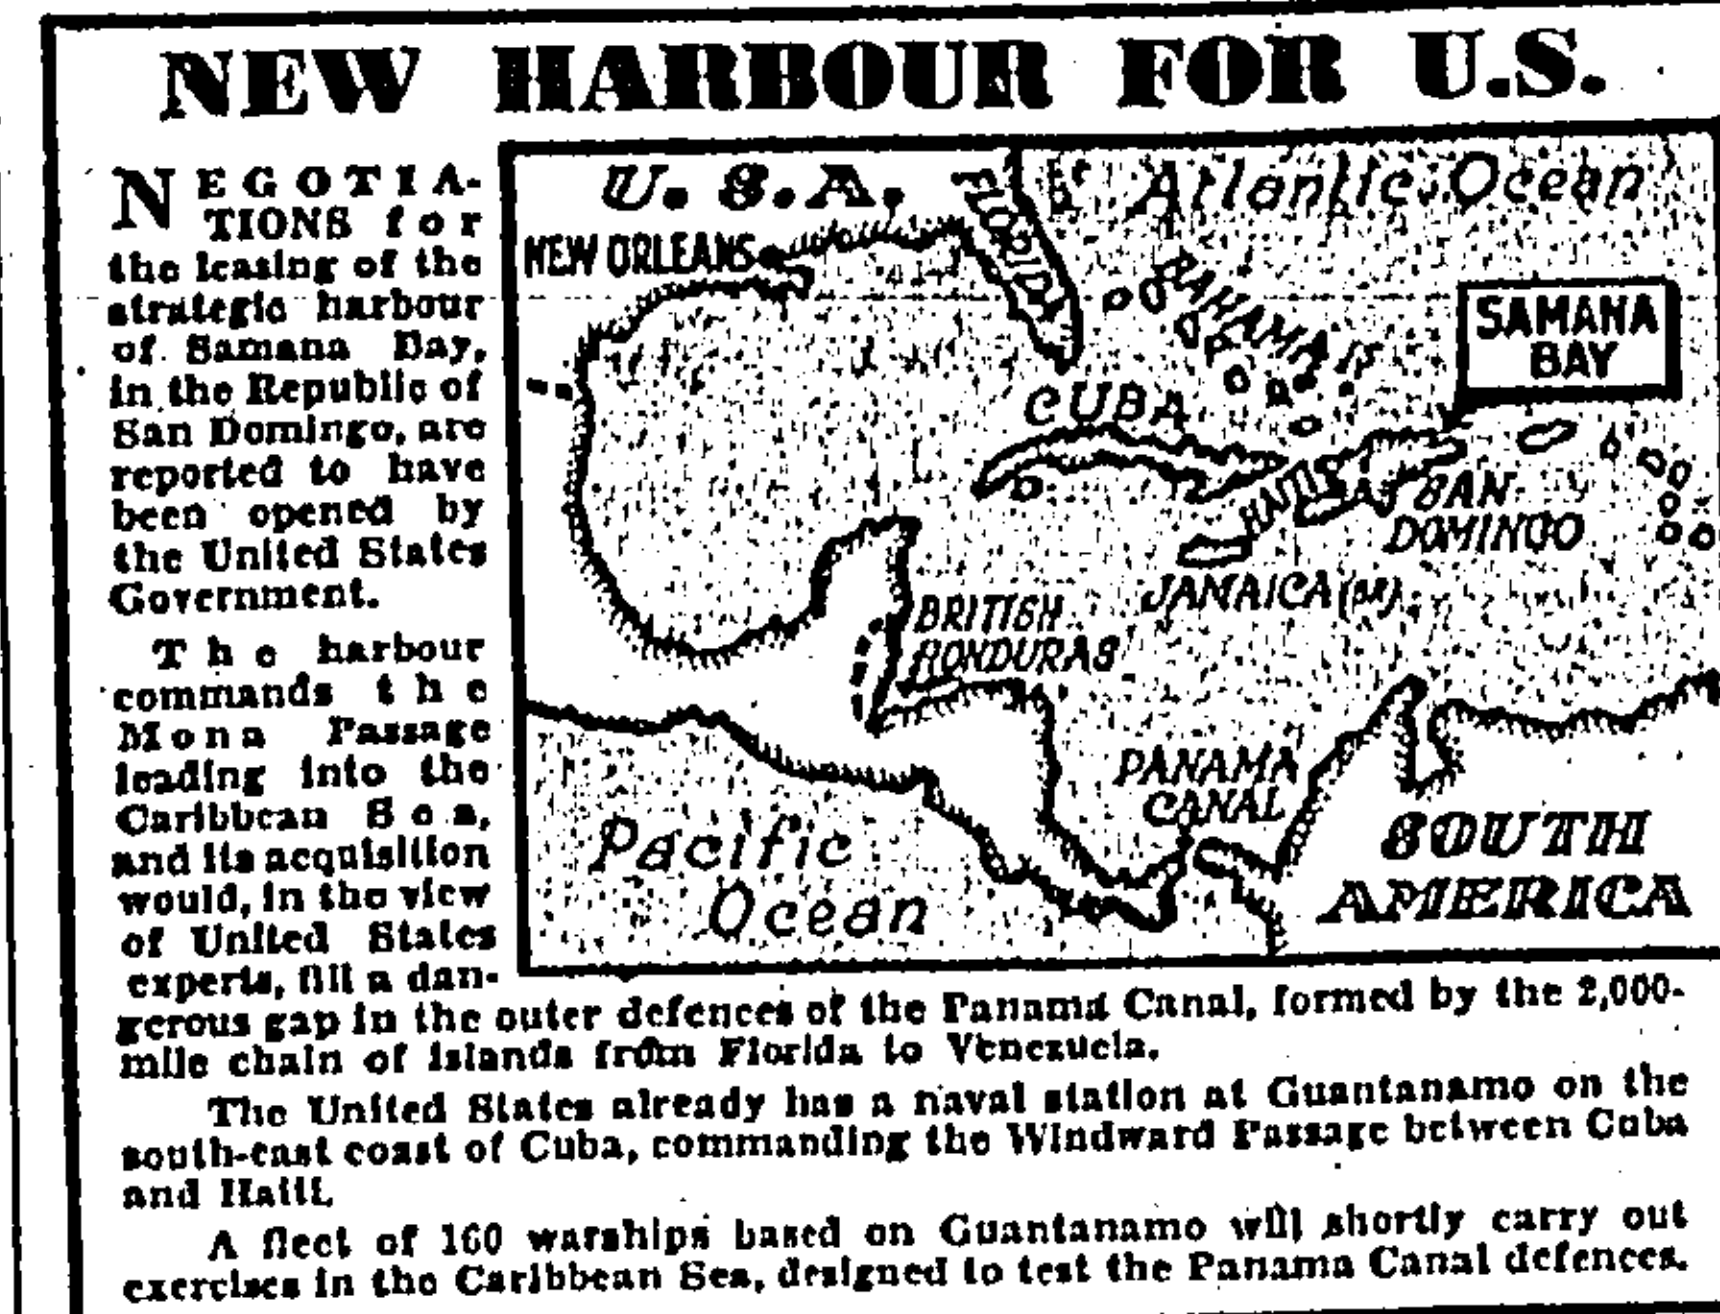 NEW HARBOUR FOR U.S.
NEGOTIA-
TIONS for
the leasing of the
strategic harbour
of Samana Bay,
in the Republic of
San Domingo, are
reported to have
been opened by
the United States
Government.
The harbour
commands the
Mona Passage
leading into the
Caribbean Sea,
and its acquisition
would, in the view
of United States
experts, fill a dan-
gerous gap in the outer defences of the Panama Canal, formed by the 2,000-
mile chain of islands from Florida to Venezuela.
The United States already has a naval station at Guantanamo on the
south-east coast of Cuba, commanding the Windward Passage between Cuba
and Haiti.
A fleet of 160 warships based on Guantanamo will shortly carry out
exercises in the Caribbean Sea, designed to test the Panama Canal defences.
U.S.A.
FLORIDA
Atlantic Ocean
NEW ORLEANS
BAHAMA IS
SAMANA
BAY
CUBA
HAITI
SAN
DOMINGO
JAMAICA (BR)
BRITISH
HONDURAS
PANAMA
CANAL
Pacific
Ocean
SOUTH
AMERICA